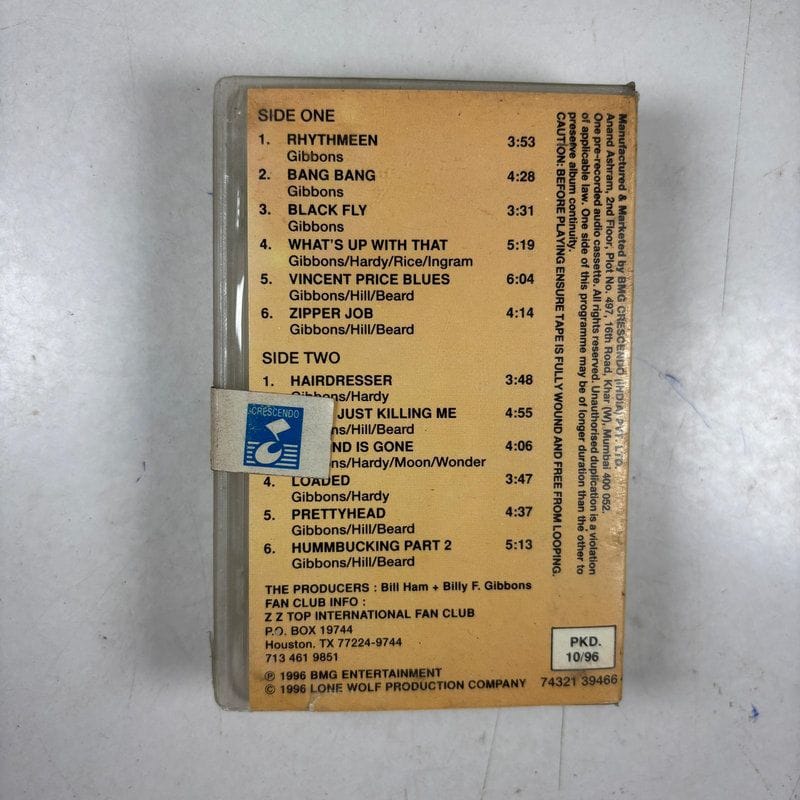 SIDE ONE
1. RHYTHMEEN 3:53
Gibbons
2. BANG BANG 4:28
Gibbons
3. BLACK FLY 3:31
Gibbons
4. WHAT'S UP WITH THAT 5:19
Gibbons/Hardy/Rice/Ingram
5. VINCENT PRICE BLUES 6:04
Gibbons/Hill/Beard
6. ZIPPER JOB 4:14
Gibbons/Hill/Beard
SIDE TWO
1. HAIRDRESSER 3:48
Gibbons/Hardy
JUST KILLING ME 4:55
ns/Hill/Beard
ND IS GONE 4:06
ns/Hardy/Moon/Wonder
4. LOADED 3:47
Gibbons/Hardy
5. PRETTYHEAD 4:37
Gibbons/Hill/Beard
6. HUMMBUCKING PART 2 5:13
Gibbons/Hill/Beard
CRESCENDO
THE PRODUCERS : Bill Ham + Billy F. Gibbons
FAN CLUB INFO :
Z Z TOP INTERNATIONAL FAN CLUB
P.O. BOX 19744
Houston. TX 77224-9744
713 461 9851
℗ 1996 BMG ENTERTAINMENT
© 1996 LONE WOLF PRODUCTION COMPANY
PKD.
10/96
74321 39466
Manufactured & Marketed by BMG CRESCENDO (INDIA) PVT. LTD.
Anand Ashram, 2nd Floor, Plot No. 497, 16th Road, Khar (W), Mumbai 400 052.
One pre-recorded audio cassette. All rights reserved. Unauthorised duplication is a violation
of applicable law. One side of this programme may be of longer duration than the other to
preserve album continuity.
CAUTION: BEFORE PLAYING ENSURE TAPE IS FULLY WOUND AND FREE FROM LOOPING.